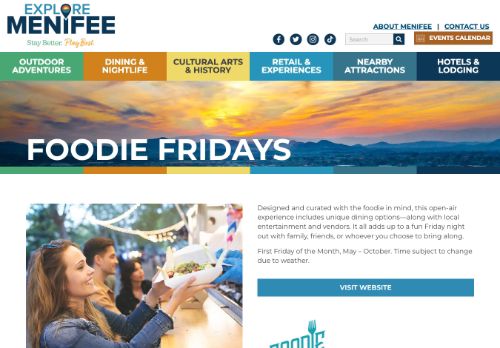 EXPLORE
MENIFEE
Stay Better. Play Best.
ABOUT MENIFEE | CONTACT US
Search
EVENTS CALENDAR
OUTDOOR ADVENTURES
DINING & NIGHTLIFE
CULTURAL ARTS & HISTORY
RETAIL & EXPERIENCES
NEARBY ATTRACTIONS
HOTELS & LODGING
FOODIE FRIDAYS
Designed and curated with the foodie in mind, this open-air
experience includes unique dining options—along with local
entertainment and vendors. It all adds up to a fun Friday night
out with family, friends, or whoever you choose to bring along.
First Friday of the Month, May – October. Time subject to change
due to weather.
VISIT WEBSITE
FOODIE